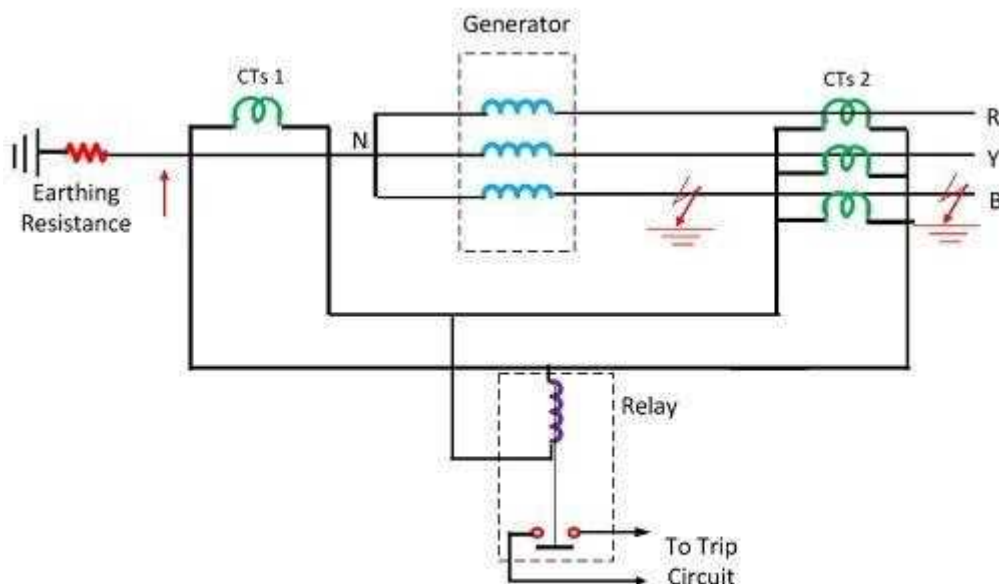 Generator
CTs 1
CTs 2
R
N
Y
Earthing
Resistance
B
Relay
To Trip
Circuit